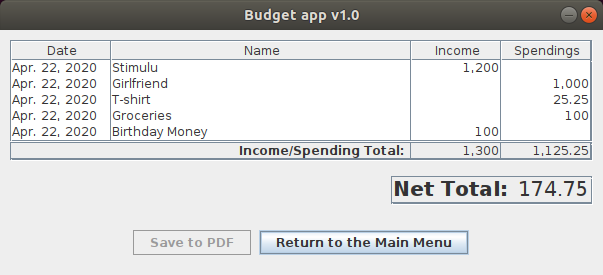 Budget app v1.0
Date Name Income Spendings
Apr. 22, 2020 Stimulu 1,200
Apr. 22, 2020 Girlfriend 1,000
Apr. 22, 2020 T-shirt 25.25
Apr. 22, 2020 Groceries 100
Apr. 22, 2020 Birthday Money 100
Income/Spending Total: 1,300 1,125.25
Net Total: 174.75
Save to PDF Return to the Main Menu